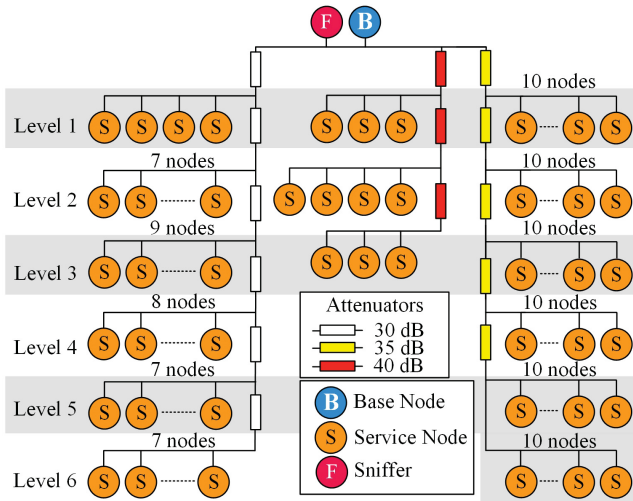 F B
10 nodes
Level 1 S S S S S S S S S S
7 nodes 10 nodes
Level 2 S S S S S S S S S S
9 nodes 10 nodes
Level 3 S S S S S S S S S
8 nodes 10 nodes
Attenuators
30 dB
35 dB
40 dB
Level 4 S S S S S S
7 nodes 10 nodes
Level 5 S S S S S S
B Base Node
S Service Node
F Sniffer
7 nodes 10 nodes
Level 6 S S S S S S